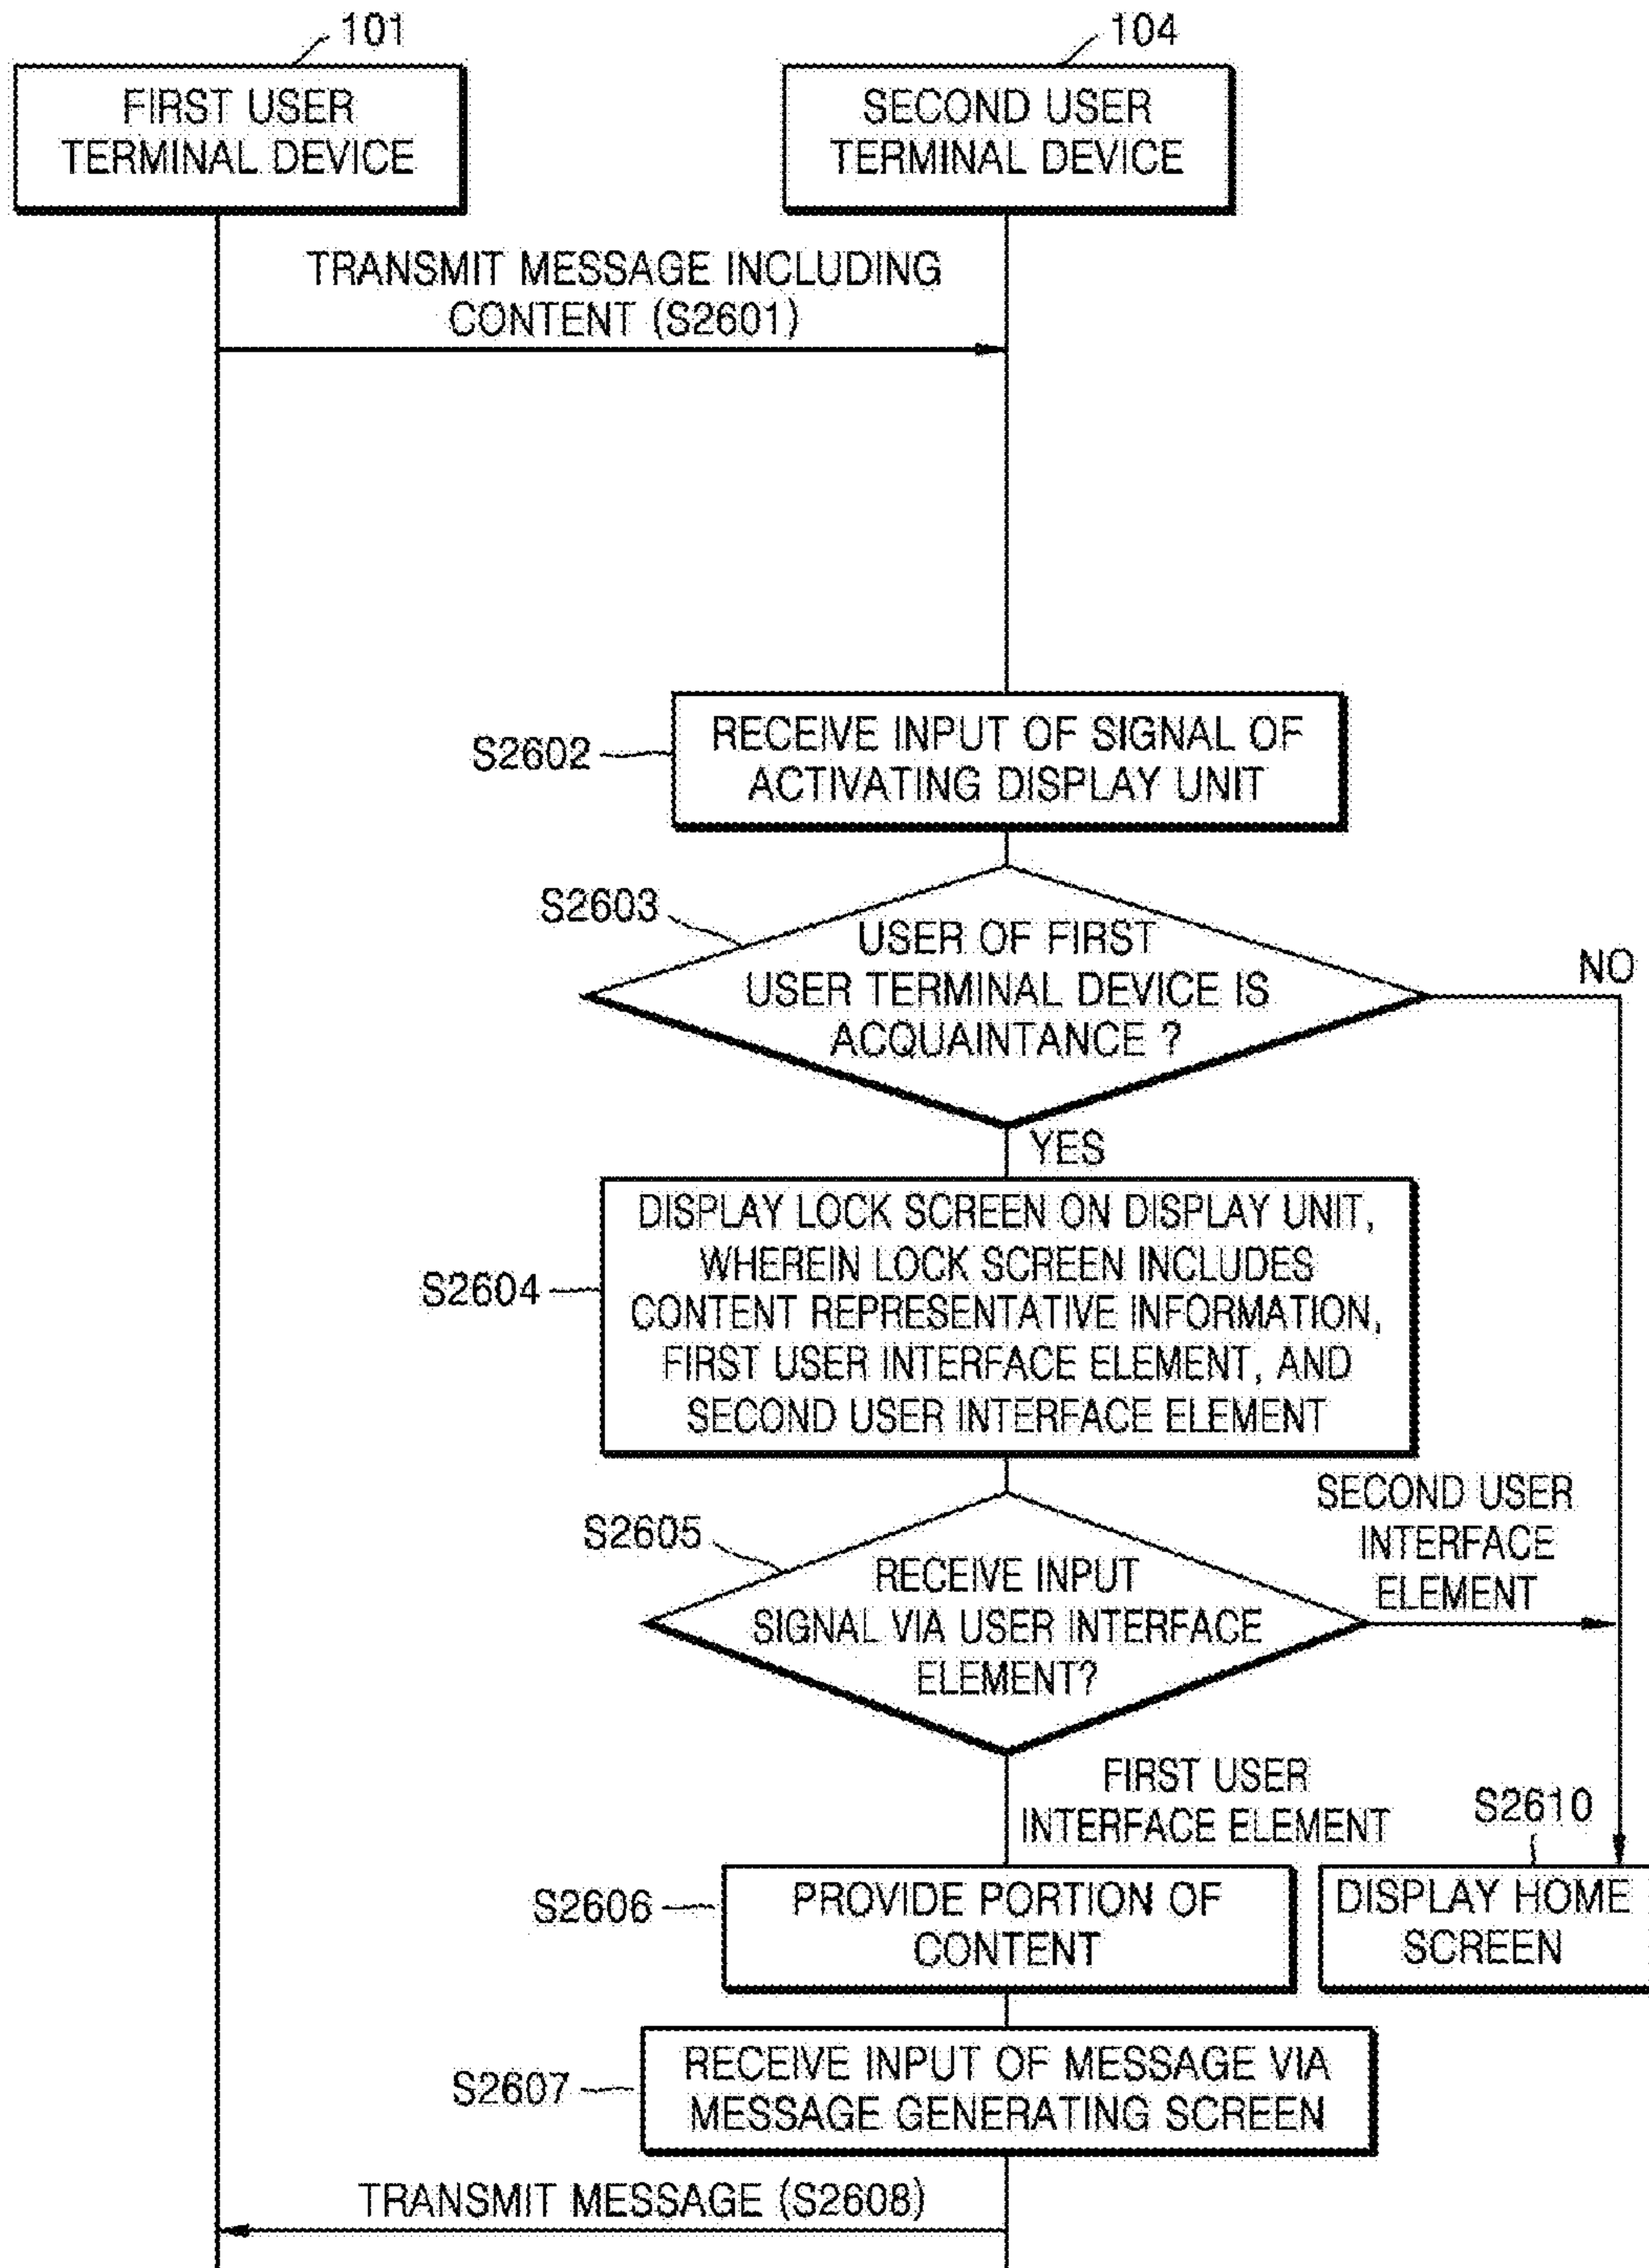 101
104
FIRST USER
TERMINAL DEVICE
SECOND USER
TERMINAL DEVICE
TRANSMIT MESSAGE INCLUDING
CONTENT (S2601)
S2602
RECEIVE INPUT OF SIGNAL OF
ACTIVATING DISPLAY UNIT
S2603
USER OF FIRST
USER TERMINAL DEVICE IS
ACQUAINTANCE ?
NO
YES
S2604
DISPLAY LOCK SCREEN ON DISPLAY UNIT,
WHEREIN LOCK SCREEN INCLUDES
CONTENT REPRESENTATIVE INFORMATION,
FIRST USER INTERFACE ELEMENT, AND
SECOND USER INTERFACE ELEMENT
S2605
RECEIVE INPUT
SIGNAL VIA USER INTERFACE
ELEMENT?
SECOND USER
INTERFACE
ELEMENT
FIRST USER
INTERFACE ELEMENT
S2610
S2606
PROVIDE PORTION OF
CONTENT
DISPLAY HOME
SCREEN
S2607
RECEIVE INPUT OF MESSAGE VIA
MESSAGE GENERATING SCREEN
TRANSMIT MESSAGE (S2608)